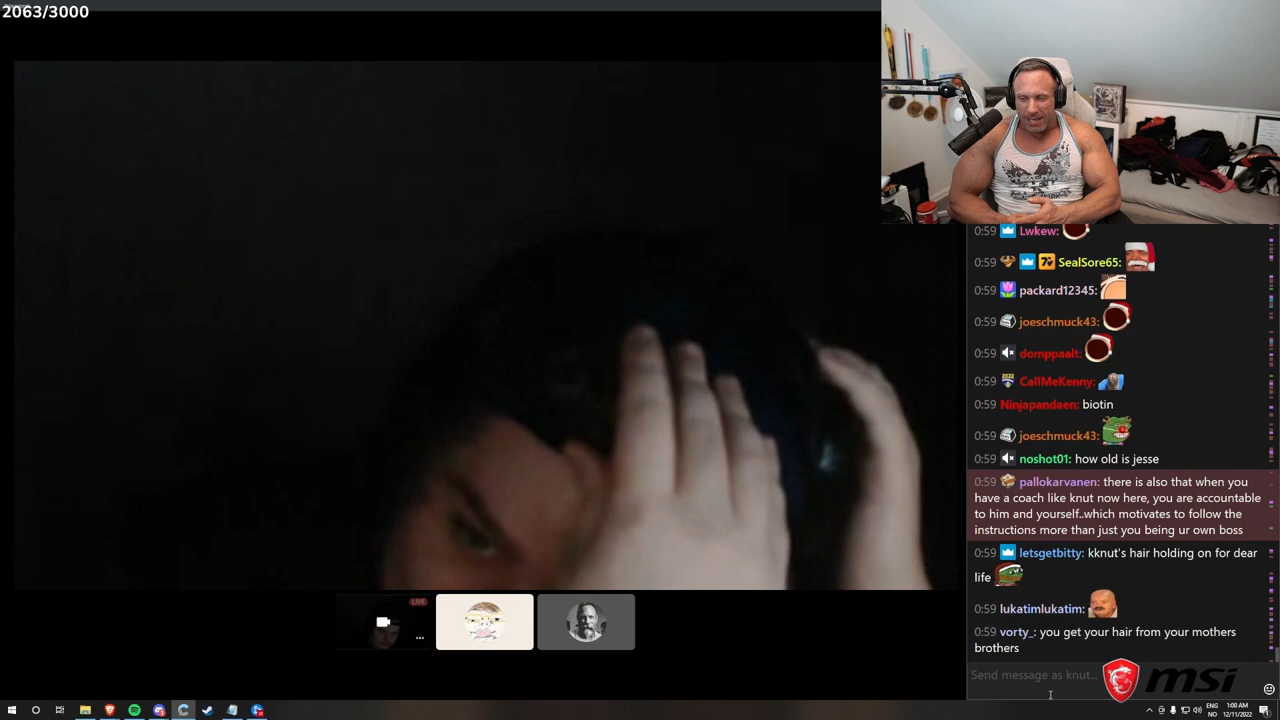 2063/3000
0:59 Lwkew:
0:59 SealSore65:
0:59 packard12345:
0:59 joeschmuck43:
0:59 domppaalt:
0:59 CallMeKenny:
0:59 Ninjapandaen: biotin
0:59 joeschmuck43:
0:59 noshot01: how old is jesse
0:59 pallokarvanen: there is also that when you
have a coach like knut now here, you are accountable
to him and yourself..which motivates to follow the
instructions more than just you being ur own boss
0:59 letsgetbitty: kknut's hair holding on for dear
life
0:59 lukatimlukatim:
0:59 vorty_: you get your hair from your mothers
brothers
Send message as knut...
msi
LIVE
ENG
NO
1:00 AM
12/11/2022